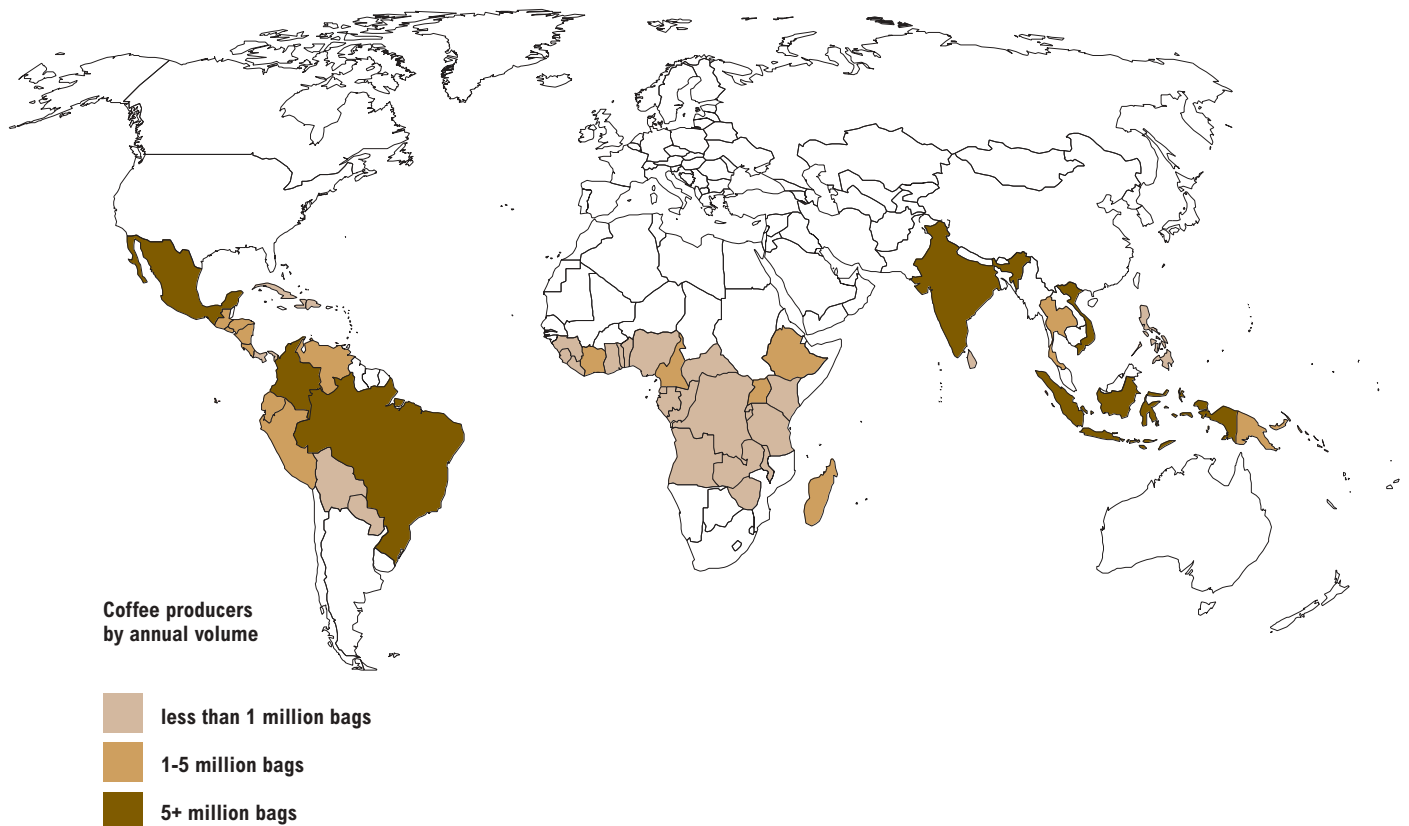 Coffee producers
by annual volume
less than 1 million bags
1-5 million bags
5+ million bags